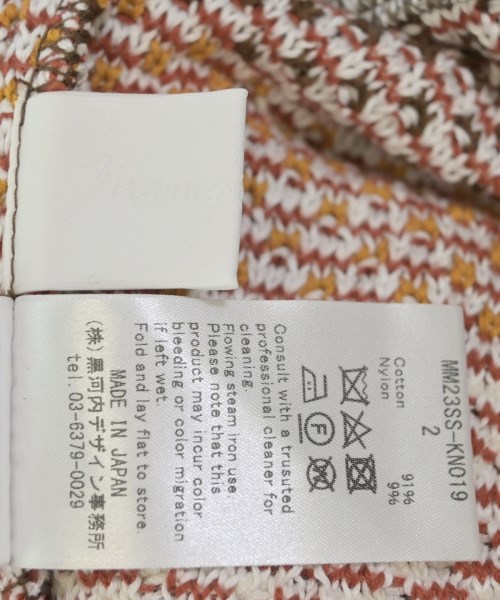 MM23SS-KN019
2
Cotton 91%
Nylon 9%
Consult with a trusuted
professional cleaner for
cleaning.
Flowing steam iron use.
Please note that this
product may incur color
bleeding or color migration
if left wet.
Fold and lay flat to store.
MADE IN JAPAN
(株)黒河内デザイン事務所
tel. 03-6379-0029